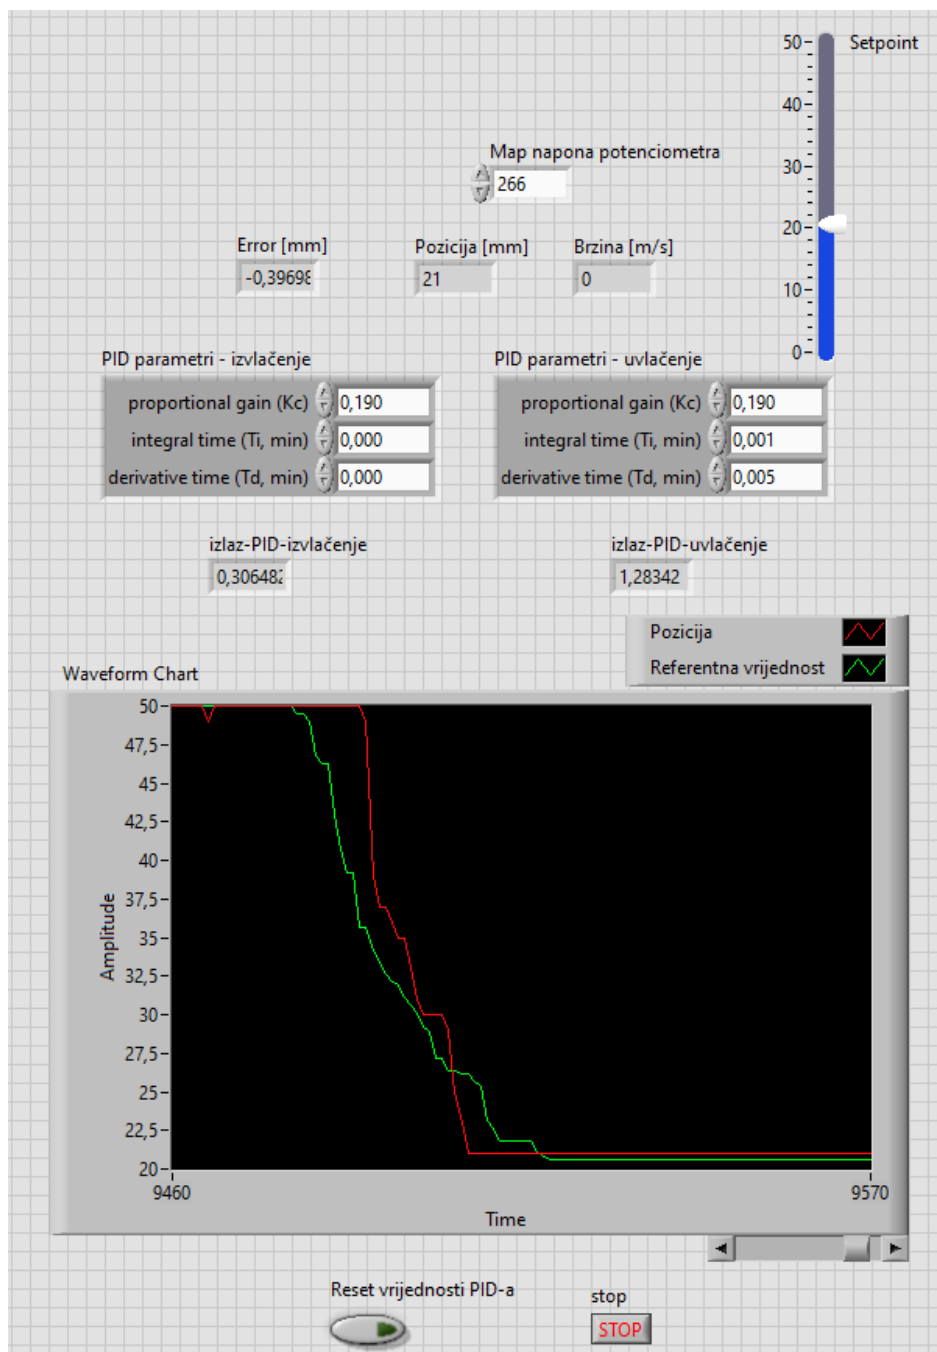 50
Setpoint
40
30
20
10
0
Map napona potenciometra
266
Error [mm]
Pozicija [mm]
Brzina [m/s]
-0,39698
21
0
PID parametri - izvlačenje
proportional gain (Kc) 0,190
integral time (Ti, min) 0,000
derivative time (Td, min) 0,000
PID parametri - uvlačenje
proportional gain (Kc) 0,190
integral time (Ti, min) 0,001
derivative time (Td, min) 0,005
izlaz-PID-izvlačenje
0,306482
izlaz-PID-uvlačenje
1,28342
Pozicija
Referentna vrijednost
Waveform Chart
50
47,5
45
42,5
40
37,5
35
32,5
30
27,5
25
22,5
20
Amplitude
9460
9570
Time
Reset vrijednosti PID-a
stop
STOP